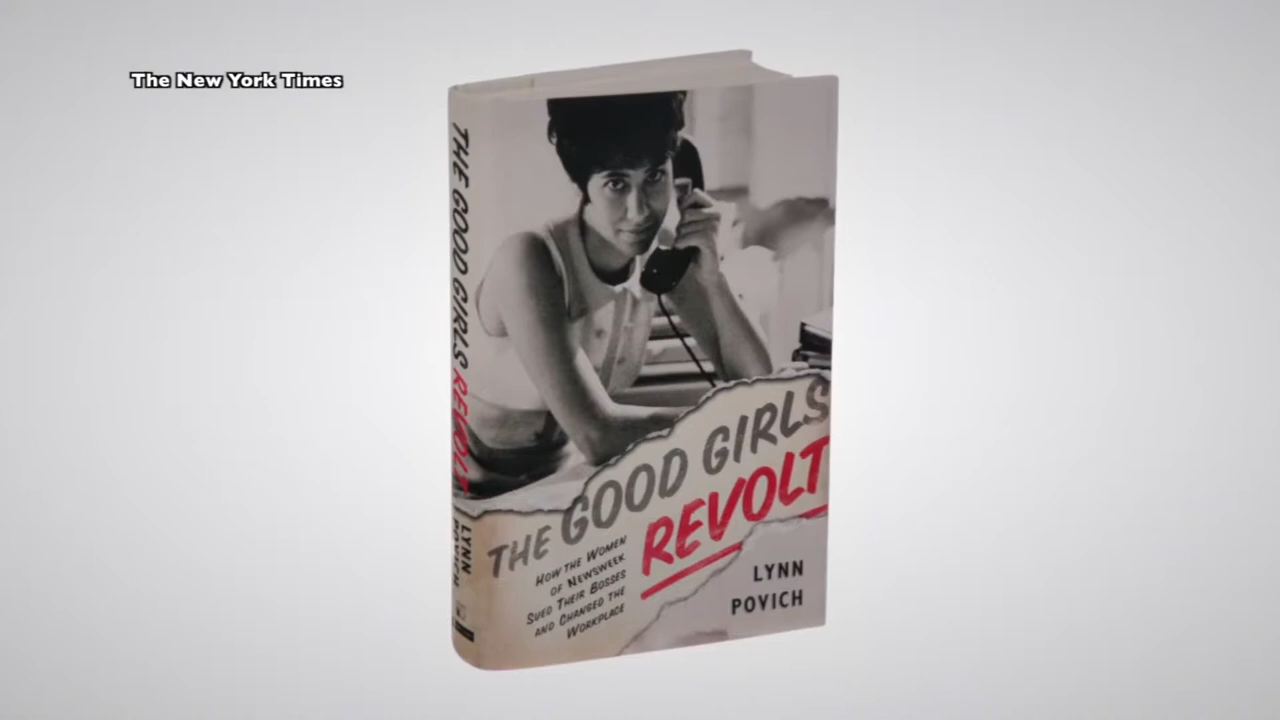 The New York Times
THE GOOD GIRLS REVOLT
LYNN
POVICH
THE GOOD GIRLS
REVOLT
HOW THE WOMEN
OF NEWSWEEK
SUED THEIR BOSSES
AND CHANGED THE
WORKPLACE
LYNN
POVICH